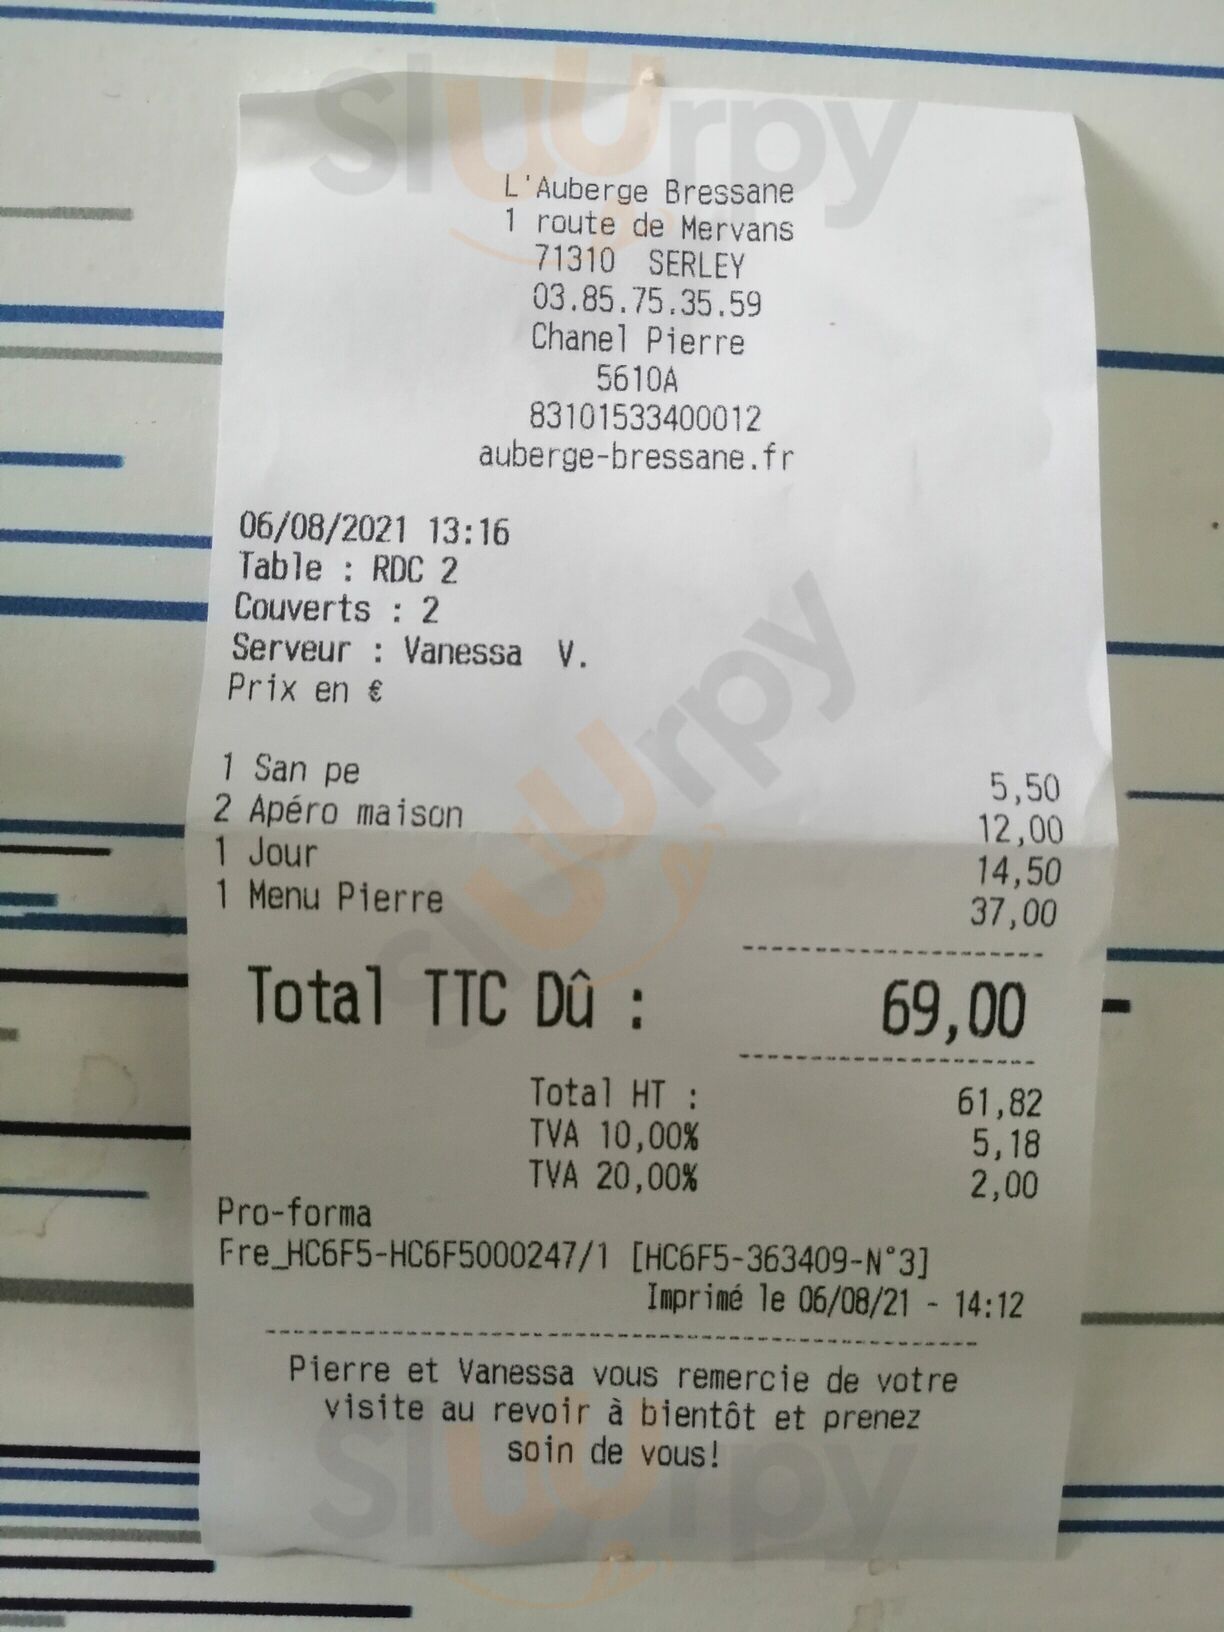 L'Auberge Bressane
1 route de Mervans
71310 SERLEY
03.85.75.35.59
Chanel Pierre
5610A
83101533400012
auberge-bressane.fr
06/08/2021 13:16
Table : RDC 2
Couverts : 2
Serveur : Vanessa V.
Prix en €
1 San pe 5,50
2 Apéro maison 12,00
1 Jour 14,50
1 Menu Pierre 37,00
Total TTC Dû : 69,00
Total HT : 61,82
TVA 10,00% 5,18
TVA 20,00% 2,00
Pro-forma
Fre_HC6F5-HC6F5000247/1 [HC6F5-363409-N°3]
Imprimé le 06/08/21 - 14:12
Pierre et Vanessa vous remercie de votre
visite au revoir à bientôt et prenez
soin de vous!
Sluurpy
Sluurpy
Sluurpy